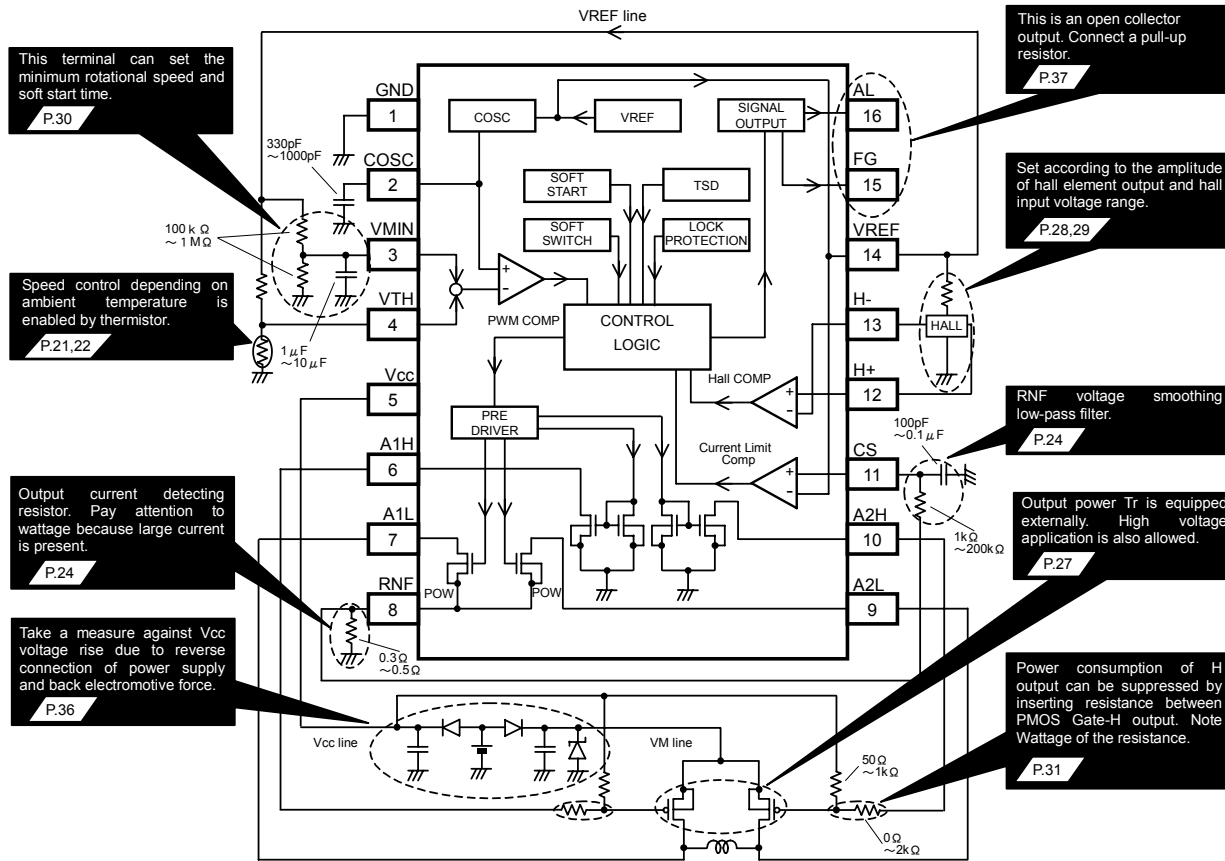 VREF line
This terminal can set the
minimum rotational speed and
soft start time.
P.30
This is an open collector
output. Connect a pull-up
resistor.
P.37
GND
1
COSC
2
330pF
～1000pF
VMIN
3
100ｋΩ
～１MΩ
VTH
4
1μF
～10μF
Speed control depending on
ambient temperature is
enabled by thermistor.
P.21,22
Vcc
5
A1H
6
A1L
7
RNF
8
0.3Ω
～0.5Ω
Output current detecting
resistor. Pay attention to
wattage because large current
is present.
P.24
Take a measure against Vcc
voltage rise due to reverse
connection of power supply
and back electromotive force.
P.36
COSC
VREF
SIGNAL
OUTPUT
SOFT
START
TSD
SOFT
SWITCH
LOCK
PROTECTION
+
-
PWM COMP
CONTROL
LOGIC
Hall COMP
+
-
PRE
DRIVER
Current Limit
Comp
+
-
POW
POW
AL
16
FG
15
VREF
14
H-
13
HALL
H+
12
CS
11
100pF
～0.1μF
1kΩ
～200kΩ
A2H
10
A2L
9
Set according to the amplitude
of hall element output and hall
input voltage range.
P.28,29
RNF voltage smoothing
low-pass filter.
P.24
Output power Tr is equipped
externally. High voltage
application is also allowed.
P.27
Power consumption of H
output can be suppressed by
inserting resistance between
PMOS Gate-H output. Note
Wattage of the resistance.
P.31
Vcc line
VM line
50Ω
～1kΩ
0Ω
～2kΩ